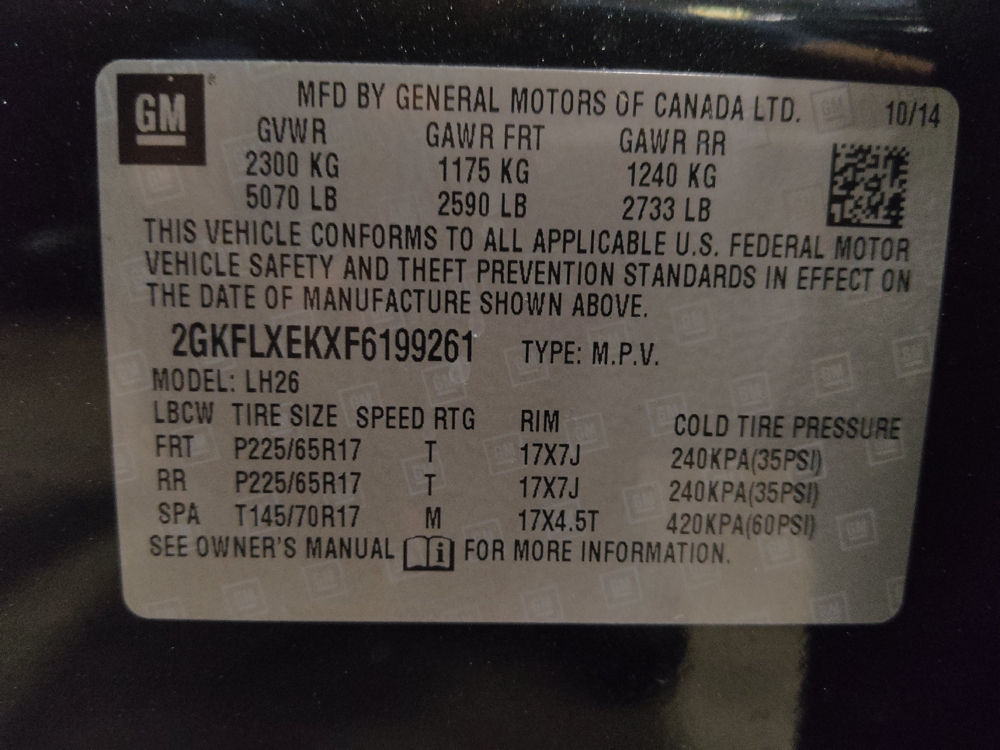 GM
MFD BY GENERAL MOTORS OF CANADA LTD. 10/14
GVWR GAWR FRT GAWR RR
2300 KG 1175 KG 1240 KG
5070 LB 2590 LB 2733 LB
THIS VEHICLE CONFORMS TO ALL APPLICABLE U.S. FEDERAL MOTOR
VEHICLE SAFETY AND THEFT PREVENTION STANDARDS IN EFFECT ON
THE DATE OF MANUFACTURE SHOWN ABOVE.
2GKFLXEKXF6199261 TYPE: M.P.V.
MODEL: LH26
LBCW TIRE SIZE SPEED RTG RIM COLD TIRE PRESSURE
FRT P225/65R17 T 17X7J 240KPA(35PSI)
RR P225/65R17 T 17X7J 240KPA(35PSI)
SPA T145/70R17 M 17X4.5T 420KPA(60PSI)
SEE OWNER'S MANUAL i FOR MORE INFORMATION.